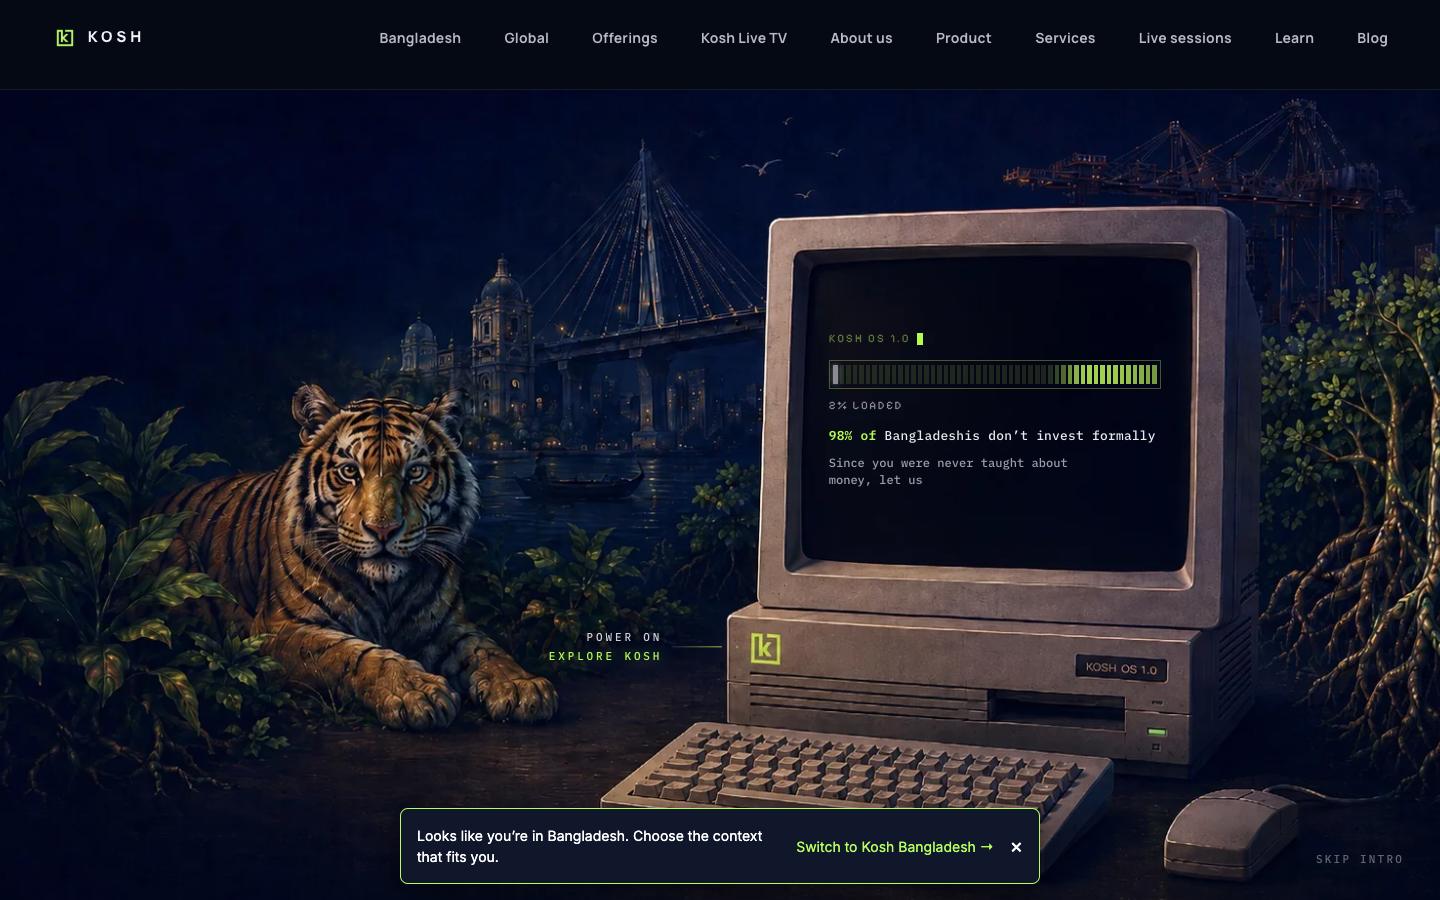 KOSH
Bangladesh
Global
Offerings
Kosh Live TV
About us
Product
Services
Live sessions
Learn
Blog
KOSH OS 1.0
2% LOADED
98% of Bangladeshis don’t invest formally
Since you were never taught about
money, let us
POWER ON
EXPLORE KOSH
k
KOSH OS 1.0
Looks like you’re in Bangladesh. Choose the context
that fits you.
Switch to Kosh Bangladesh →
SKIP INTRO